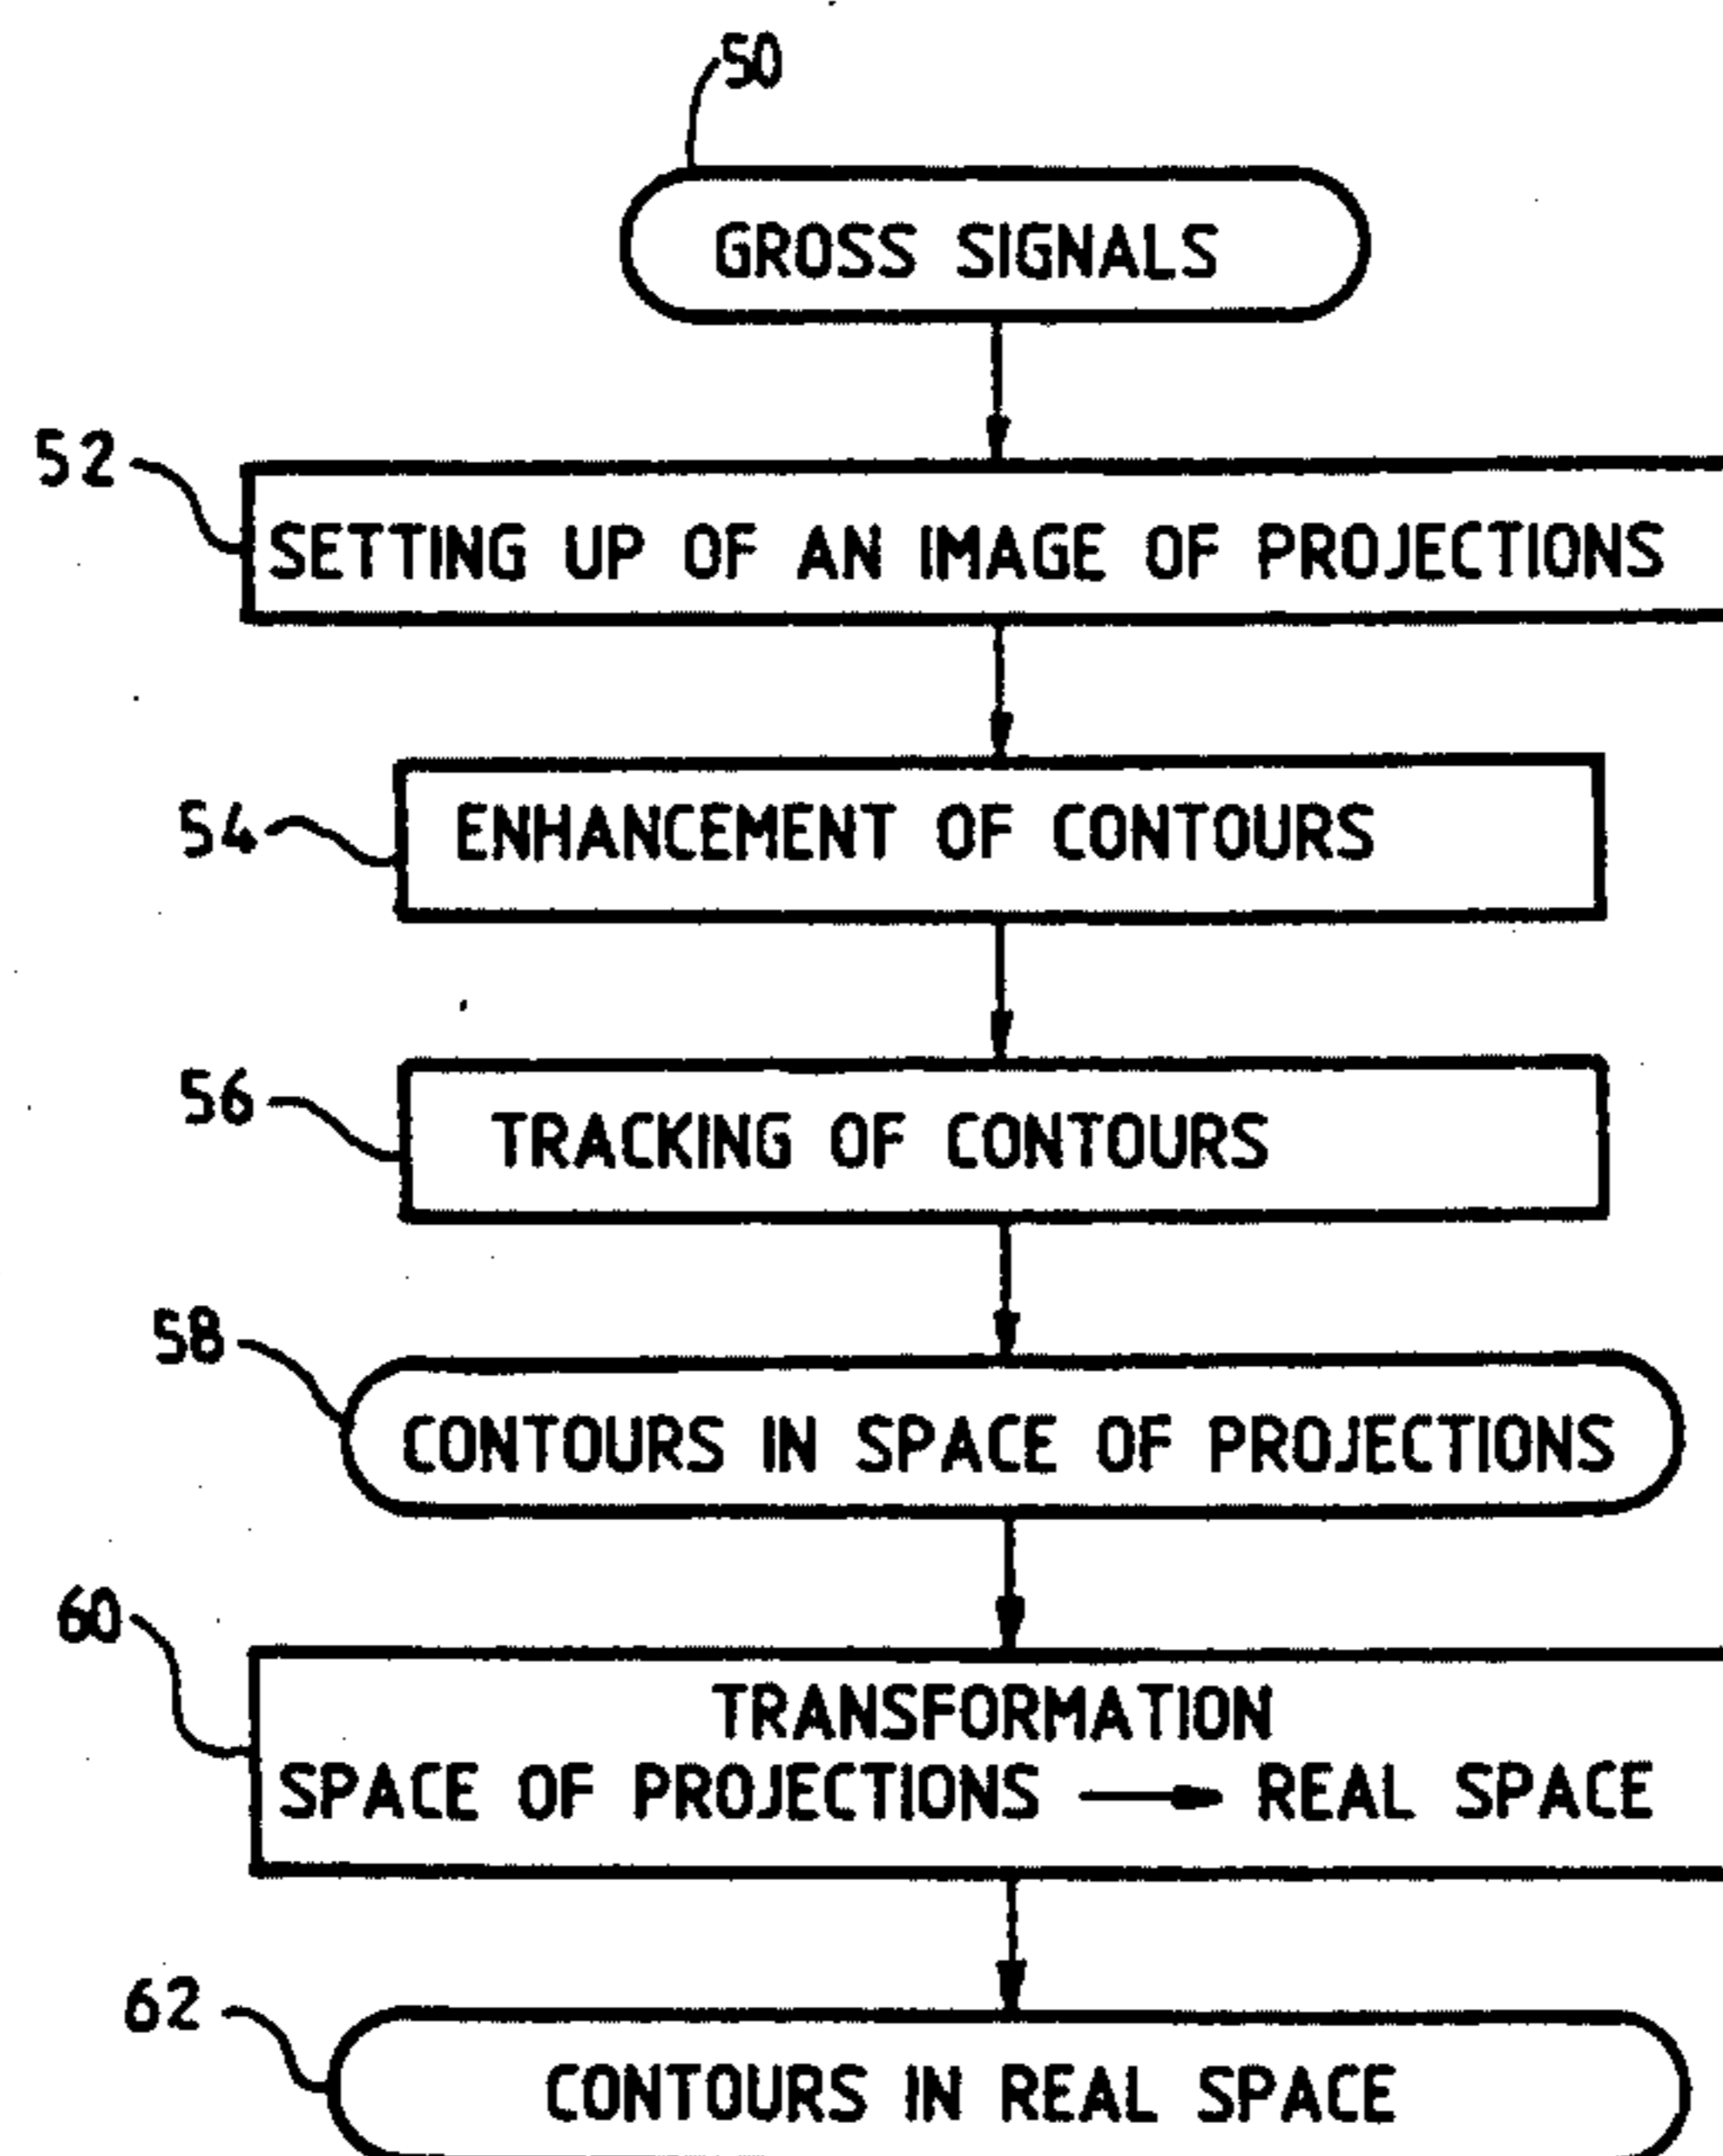 50
GROSS SIGNALS
52
SETTING UP OF AN IMAGE OF PROJECTIONS
54
ENHANCEMENT OF CONTOURS
56
TRACKING OF CONTOURS
58
CONTOURS IN SPACE OF PROJECTIONS
60
TRANSFORMATION
SPACE OF PROJECTIONS → REAL SPACE
62
CONTOURS IN REAL SPACE